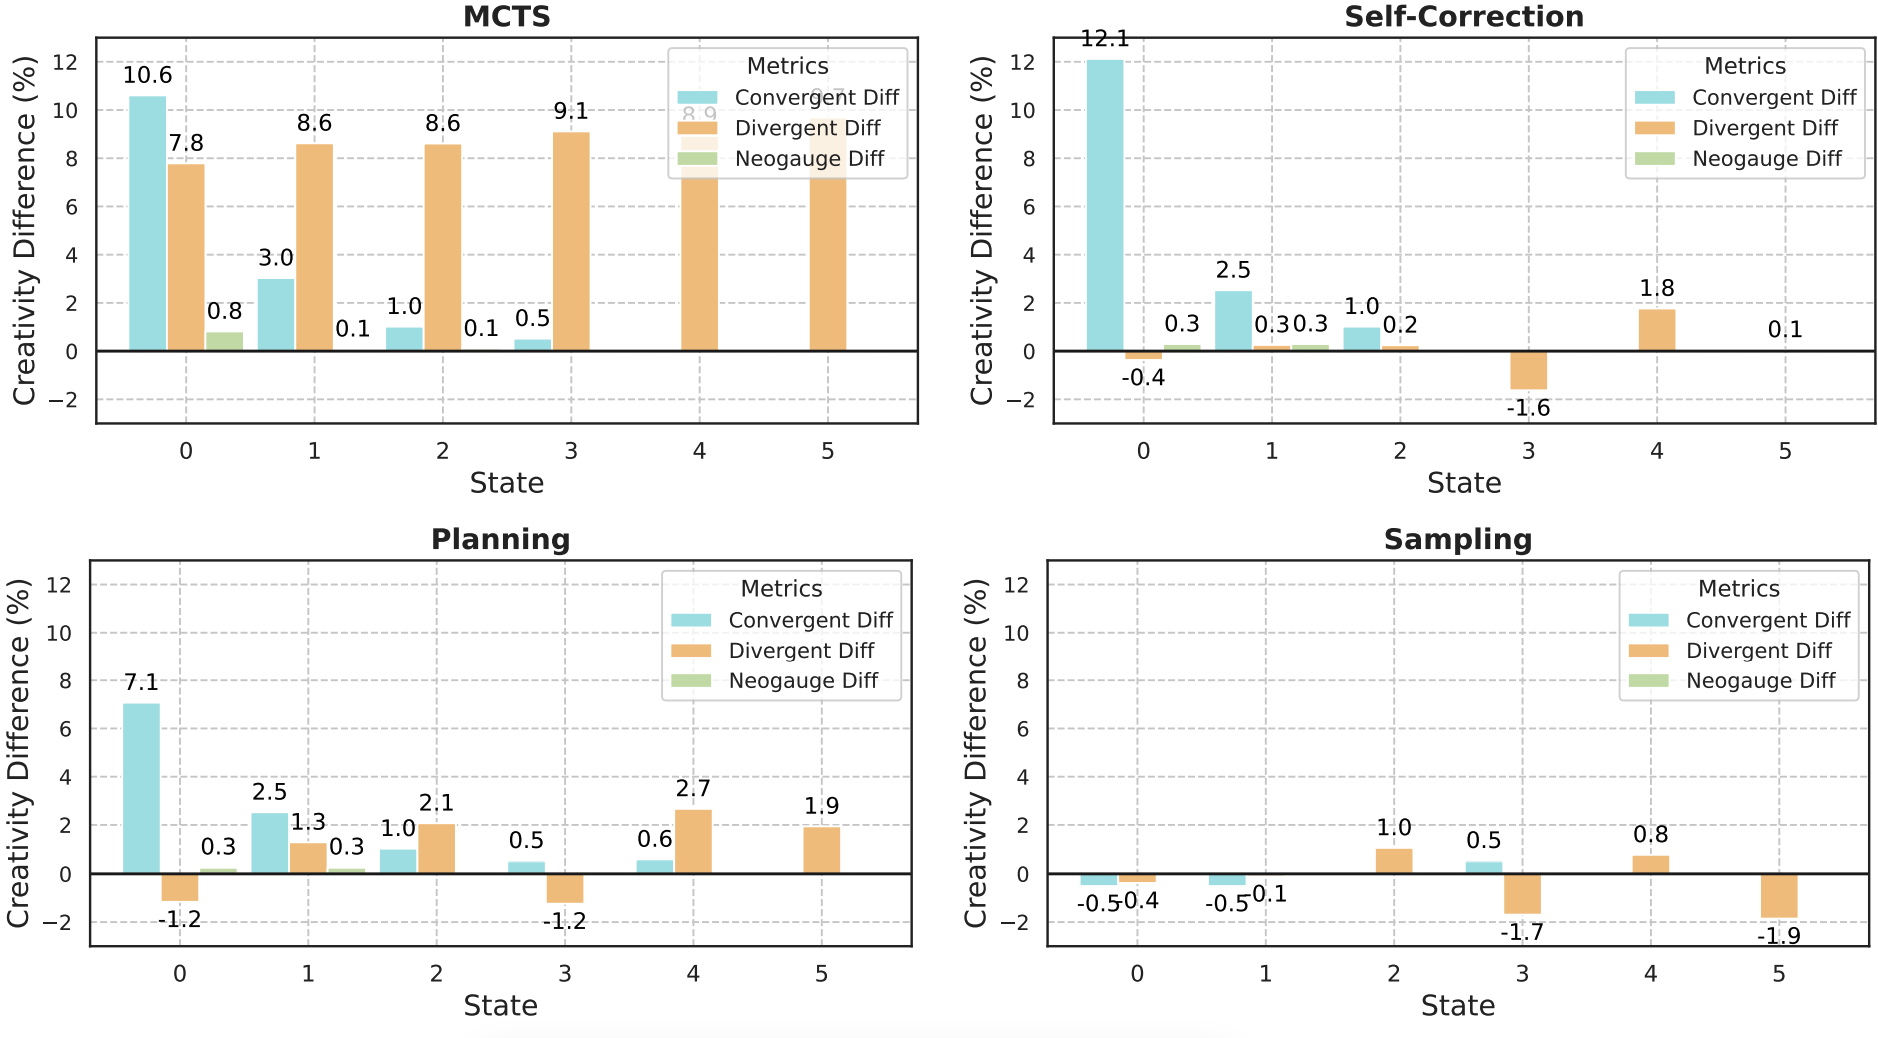 MCTS
Creativity Difference (%)
12
10
8
6
4
2
0
−2
10.6
7.8
0.8
3.0
8.6
0.1
1.0
8.6
0.1
0.5
9.1
8.9
9.7
Metrics
Convergent Diff
Divergent Diff
Neogauge Diff
0 1 2 3 4 5
State
Self-Correction
Creativity Difference (%)
12
10
8
6
4
2
0
−2
12.1
-0.4
0.3
2.5
0.3
0.3
1.0
0.2
-1.6
1.8
0.1
Metrics
Convergent Diff
Divergent Diff
Neogauge Diff
0 1 2 3 4 5
State
Planning
Creativity Difference (%)
12
10
8
6
4
2
0
−2
7.1
-1.2
0.3
2.5
1.3
0.3
1.0
2.1
0.5
-1.2
0.6
2.7
1.9
Metrics
Convergent Diff
Divergent Diff
Neogauge Diff
0 1 2 3 4 5
State
Sampling
Creativity Difference (%)
12
10
8
6
4
2
0
−2
-0.5
-0.4
-0.5
-0.1
1.0
0.5
-1.7
0.8
-1.9
Metrics
Convergent Diff
Divergent Diff
Neogauge Diff
0 1 2 3 4 5
State